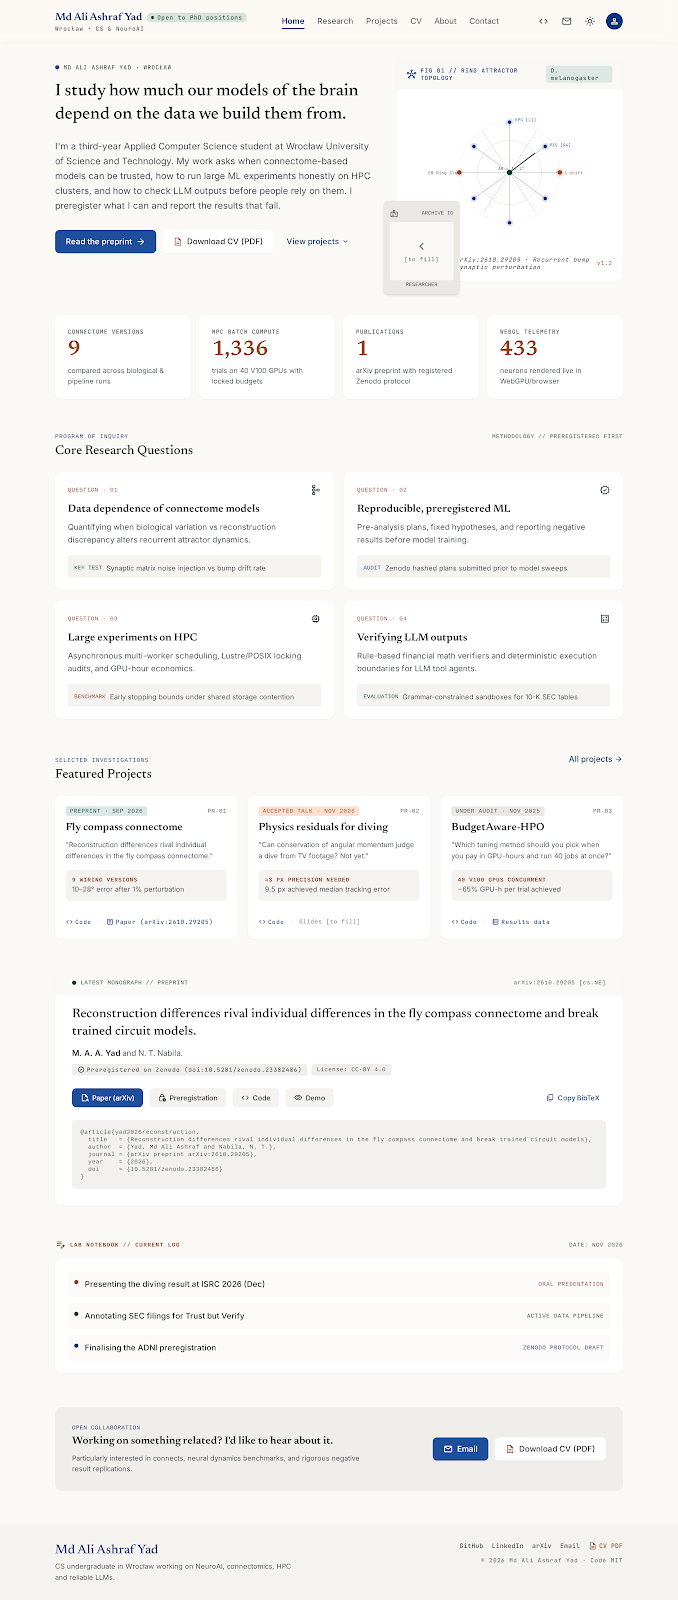 Md Ali Ashraf Yad
Open to PhD positions
Wrocław · CS & NeuroAI
Home
Research
Projects
CV
About
Contact
MD ALI ASHRAF YAD · WROCŁAW
I study how much our models of the brain
depend on the data we build them from.
I'm a third-year Applied Computer Science student at Wrocław University
of Science and Technology. My work asks when connectome-based
models can be trusted, how to run large ML experiments honestly on HPC
clusters, and how to check LLM outputs before people rely on them. I
preregister what I can and report the results that fail.
Read the preprint →
Download CV (PDF)
View projects
FIG 01 // RING ATTRACTOR
TOPOLOGY
D.
melanogaster
EPG [L1]
PEG [R4]
EB Ring
Δ-shift
ARCHIVE ID
[to fill]
RESEARCHER
rXiv:2610.29205 · Recurrent bump
ynaptic perturbation
v1.2
CONNECTOME VERSIONS
9
compared across biological &
pipeline runs
HPC BATCH COMPUTE
1,336
trials on 40 V100 GPUs with
locked budgets
PUBLICATIONS
1
arXiv preprint with registered
Zenodo protocol
WEBGL TELEMETRY
433
neurons rendered live in
WebGPU/browser
PROGRAM OF INQUIRY
Core Research Questions
METHODOLOGY // PREREGISTERED FIRST
QUESTION · 01
Data dependence of connectome models
Quantifying when biological variation vs reconstruction
discrepancy alters recurrent attractor dynamics.
KEY TEST Synaptic matrix noise injection vs bump drift rate
QUESTION · 02
Reproducible, preregistered ML
Pre-analysis plans, fixed hypotheses, and reporting negative
results before model training.
AUDIT Zenodo hashed plans submitted prior to model sweeps
QUESTION · 03
Large experiments on HPC
Asynchronous multi-worker scheduling, Lustre/POSIX locking
audits, and GPU-hour economics.
BENCHMARK Early stopping bounds under shared storage contention
QUESTION · 04
Verifying LLM outputs
Rule-based financial math verifiers and deterministic execution
boundaries for LLM tool agents.
EVALUATION Grammar-constrained sandboxes for 10-K SEC tables
SELECTED INVESTIGATIONS
Featured Projects
All projects →
PREPRINT · SEP 2026
PR-01
Fly compass connectome
"Reconstruction differences rival individual
differences in the fly compass connectome."
9 WIRING VERSIONS
10–28° error after 1% perturbation
Code
Paper (arXiv:2610.29205)
ACCEPTED TALK · NOV 2026
PR-02
Physics residuals for diving
"Can conservation of angular momentum judge
a dive from TV footage? Not yet."
43 PX PRECISION NEEDED
9.5 px achieved median tracking error
Code
Slides [to fill]
UNDER AUDIT · NOV 2025
PR-03
BudgetAware-HPO
"Which tuning method should you pick when
you pay in GPU-hours and run 40 jobs at once?"
40 V100 GPUS CONCURRENT
~65% GPU-h per trial achieved
Code
Results data
LATEST MONOGRAPH // PREPRINT
arXiv:2610.29205 [cs.NE]
Reconstruction differences rival individual differences in the fly compass connectome and break
trained circuit models.
M. A. A. Yad and N. T. Nabila.
Preregistered on Zenodo (doi:10.5281/zenodo.23382486)
License: CC-BY 4.0
Paper (arXiv)
Preregistration
Code
Demo
Copy BibTeX
@article{yad2026reconstruction,
title = {Reconstruction differences rival individual differences in the fly compass connectome and break trained circuit models},
author = {Yad, Md Ali Ashraf and Nabila, N. T.},
journal = {arXiv preprint arXiv:2610.29205},
year = {2026},
doi = {10.5281/zenodo.23382486}
}
LAB NOTEBOOK // CURRENT LOG
DATE: NOV 2026
Presenting the diving result at ISRC 2026 (Dec)
ORAL PRESENTATION
Annotating SEC filings for Trust but Verify
ACTIVE DATA PIPELINE
Finalising the ADNI preregistration
ZENODO PROTOCOL DRAFT
OPEN COLLABORATION
Working on something related? I'd like to hear about it.
Particularly interested in connects, neural dynamics benchmarks, and rigorous negative
result replications.
Email
Download CV (PDF)
Md Ali Ashraf Yad
CS undergraduate in Wrocław working on NeuroAI, connectomics, HPC
and reliable LLMs.
GitHub
LinkedIn
arXiv
Email
CV PDF
© 2026 Md Ali Ashraf Yad · Code MIT